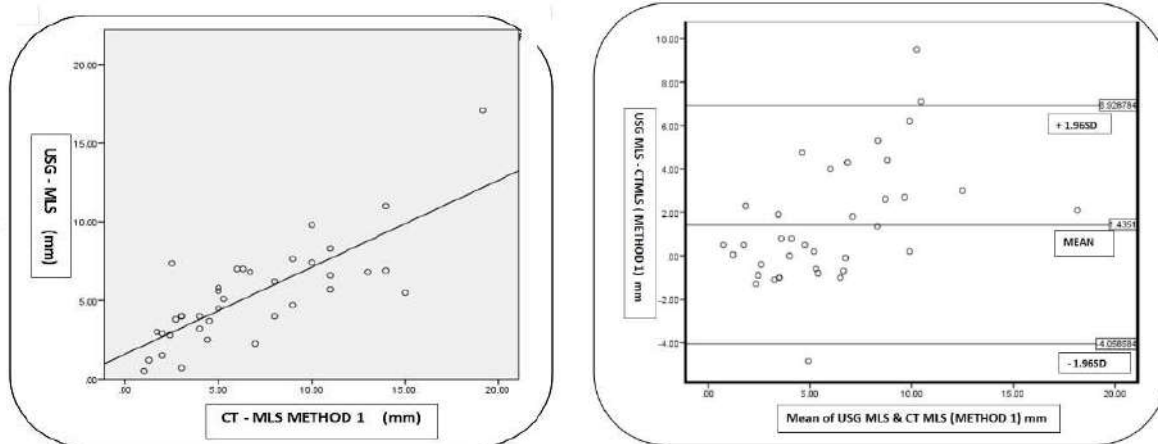 20.00
15.00
10.00
5.00
.00
USG - MLS (mm)
.00 5.00 10.00 15.00 20.00
CT - MLS METHOD 1 (mm)
10.00
8.00
6.00
4.00
2.00
.00
-2.00
-4.00
USG MLS - CTMLS ( METHOD 1) mm
6.928784
+ 1.96SD
1.4351
MEAN
-4.058584
- 1.96SD
.00 5.00 10.00 15.00 20.00
Mean of USG MLS & CT MLS (METHOD 1) mm